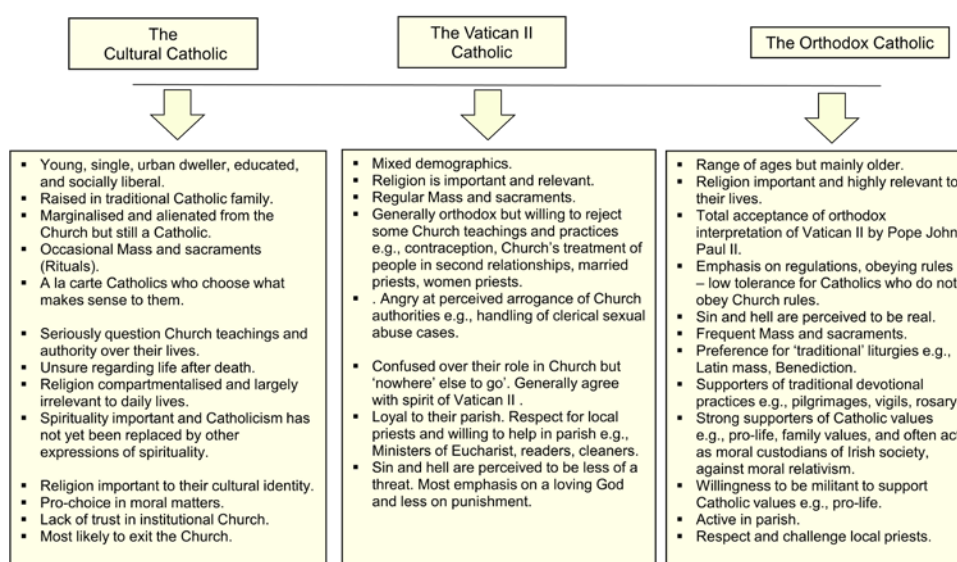 The
Cultural Catholic
The Vatican II
Catholic
The Orthodox Catholic
▪ Young, single, urban dweller, educated,
and socially liberal.
▪ Raised in traditional Catholic family.
▪ Marginalised and alienated from the
Church but still a Catholic.
▪ Occasional Mass and sacraments
(Rituals).
▪ A la carte Catholics who choose what
makes sense to them.
▪ Seriously question Church teachings and
authority over their lives.
▪ Unsure regarding life after death.
▪ Religion compartmentalised and largely
irrelevant to daily lives.
▪ Spirituality important and Catholicism has
not yet been replaced by other
expressions of spirituality.
▪ Religion important to their cultural identity.
▪ Pro-choice in moral matters.
▪ Lack of trust in institutional Church.
▪ Most likely to exit the Church.
▪ Mixed demographics.
▪ Religion is important and relevant.
▪ Regular Mass and sacraments.
▪ Generally orthodox but willing to reject
some Church teachings and practices
e.g., contraception, Church's treatment of
people in second relationships, married
priests, women priests.
▪ . Angry at perceived arrogance of Church
authorities e.g., handling of clerical sexual
abuse cases.
▪ Confused over their role in Church but
'nowhere' else to go'. Generally agree
with spirit of Vatican II .
▪ Loyal to their parish. Respect for local
priests and willing to help in parish e.g.,
Ministers of Eucharist, readers, cleaners.
▪ Sin and hell are perceived to be less of a
threat. Most emphasis on a loving God
and less on punishment.
▪ Range of ages but mainly older.
▪ Religion important and highly relevant to
their lives.
▪ Total acceptance of orthodox
interpretation of Vatican II by Pope John
Paul II.
▪ Emphasis on regulations, obeying rules
– low tolerance for Catholics who do not
obey Church rules.
▪ Sin and hell are perceived to be real.
▪ Frequent Mass and sacraments.
▪ Preference for 'traditional' liturgies e.g.,
Latin mass, Benediction.
▪ Supporters of traditional devotional
practices e.g., pilgrimages, vigils, rosary
▪ Strong supporters of Catholic values
e.g., pro-life, family values, and often act
as moral custodians of Irish society,
against moral relativism.
▪ Willingness to be militant to support
Catholic values e.g., pro-life.
▪ Active in parish.
▪ Respect and challenge local priests.